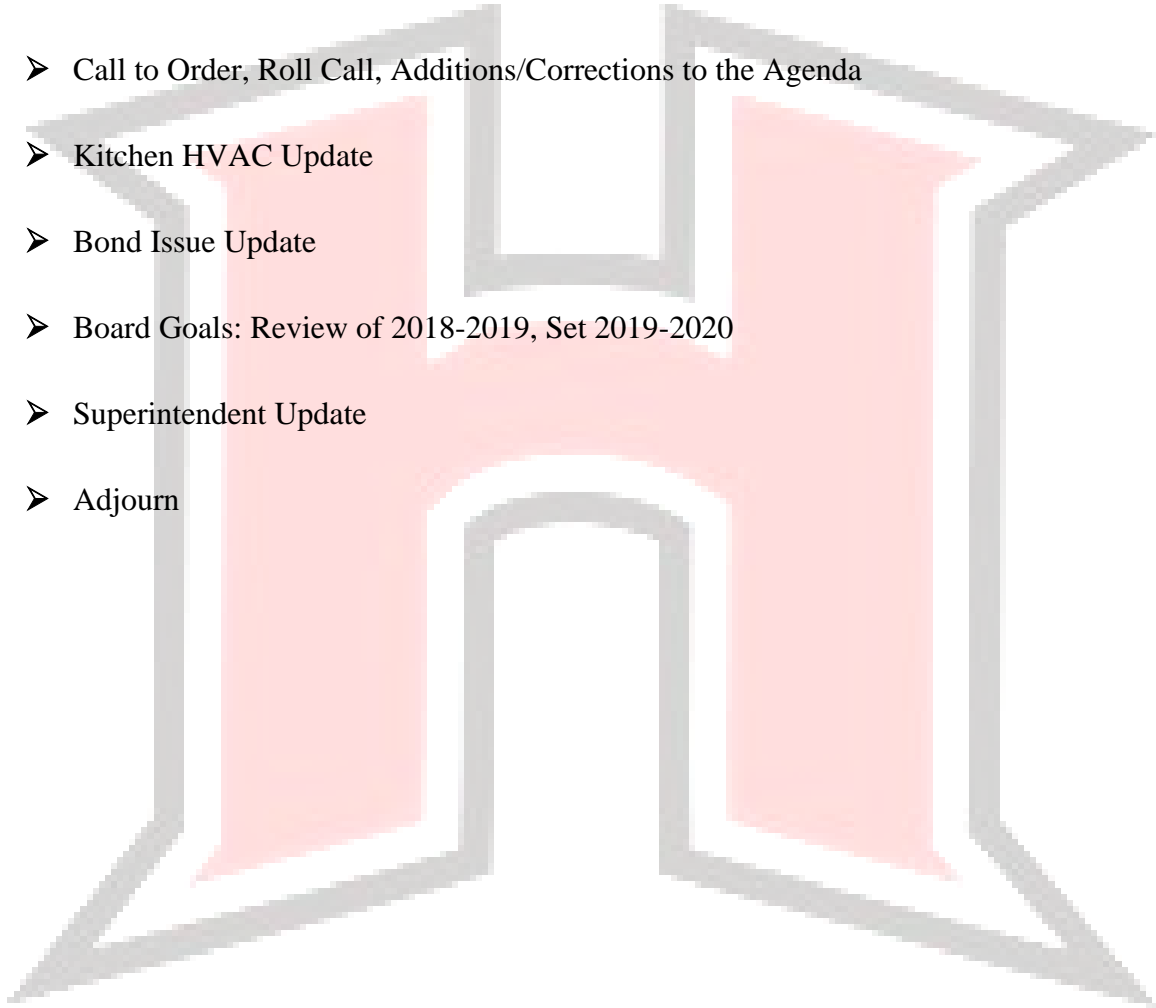 ➢ Call to Order, Roll Call, Additions/Corrections to the Agenda
➢ Kitchen HVAC Update
➢ Bond Issue Update
➢ Board Goals: Review of 2018-2019, Set 2019-2020
➢ Superintendent Update
➢ Adjourn
H